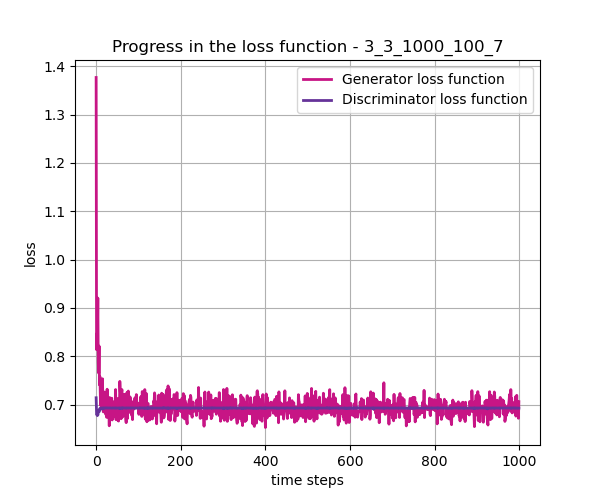 Progress in the loss function - 3_3_1000_100_7
Generator loss function
Discriminator loss function
1.4
1.3
1.2
1.1
1.0
0.9
0.8
0.7
loss
0 200 400 600 800 1000
time steps